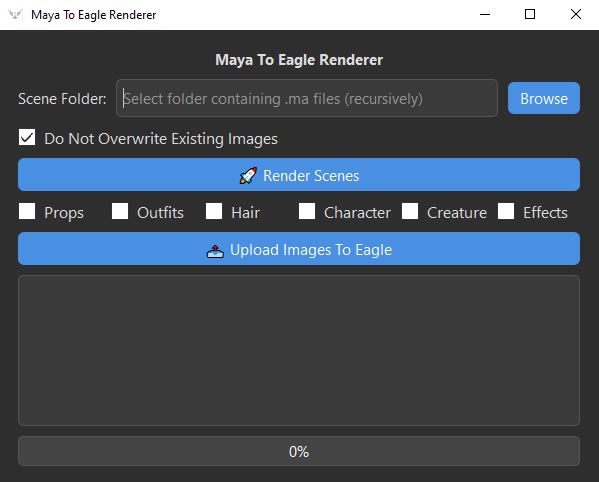 Maya To Eagle Renderer
Maya To Eagle Renderer
Scene Folder: Select folder containing .ma files (recursively) Browse
Do Not Overwrite Existing Images
🚀 Render Scenes
Props Outfits Hair Character Creature Effects
📤 Upload Images To Eagle
0%